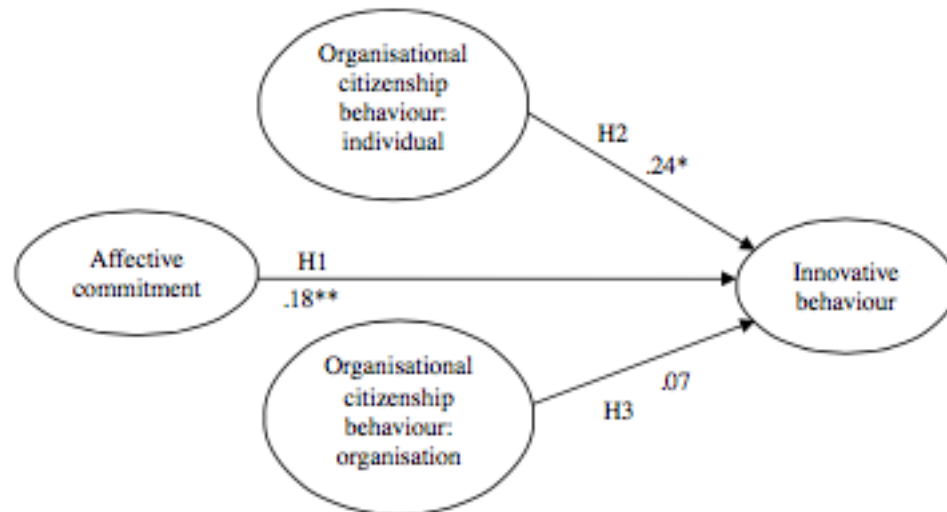 Organisational
citizenship
behaviour:
individual
H2
.24*
Affective
commitment
H1
.18**
Innovative
behaviour
Organisational
citizenship
behaviour:
organisation
.07
H3